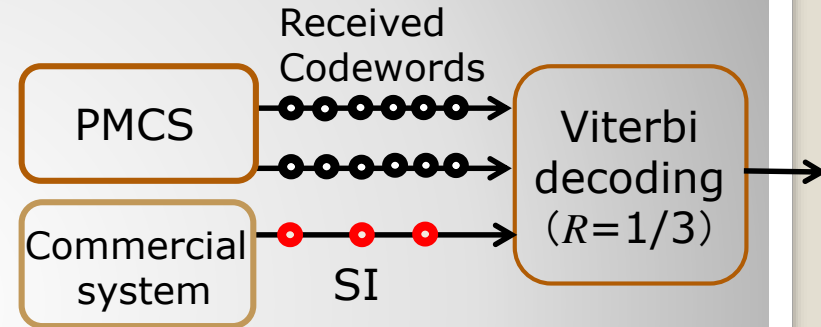 Received
Codewords
PMCS
Viterbi
decoding
（R=1/3）
Commercial
system
SI